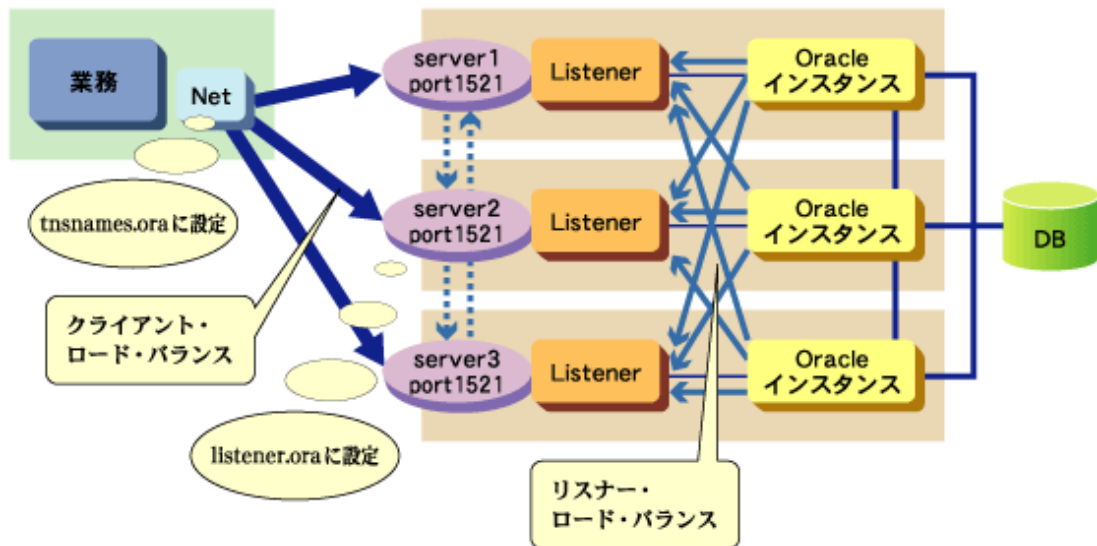 業務
Net
tnsnames.oraに設定
クライアント・
ロード・バランス
listener.oraに設定
server1
port1521
Listener
Oracle
インスタンス
server2
port1521
Listener
Oracle
インスタンス
server3
port1521
Listener
Oracle
インスタンス
リスナー・
ロード・バランス
DB